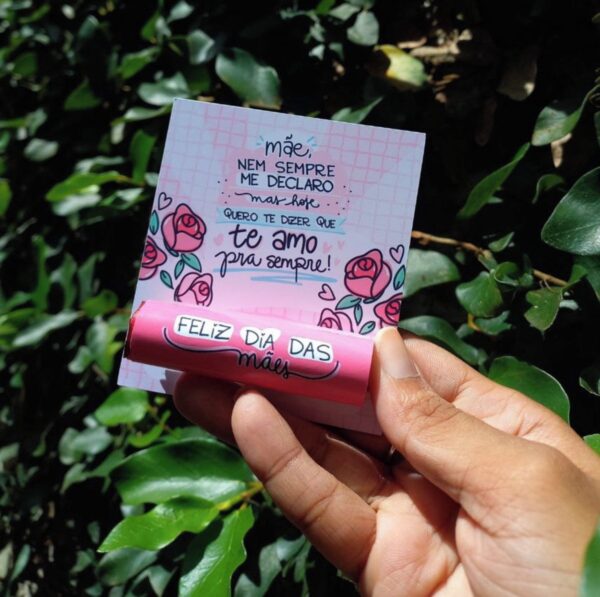 mãe,
NEM SEMPRE
ME DECLARO
mas hoje
QUERO TE DIZER QUE
te amo
pra sempre!
FELIZ DIA DAS
mães